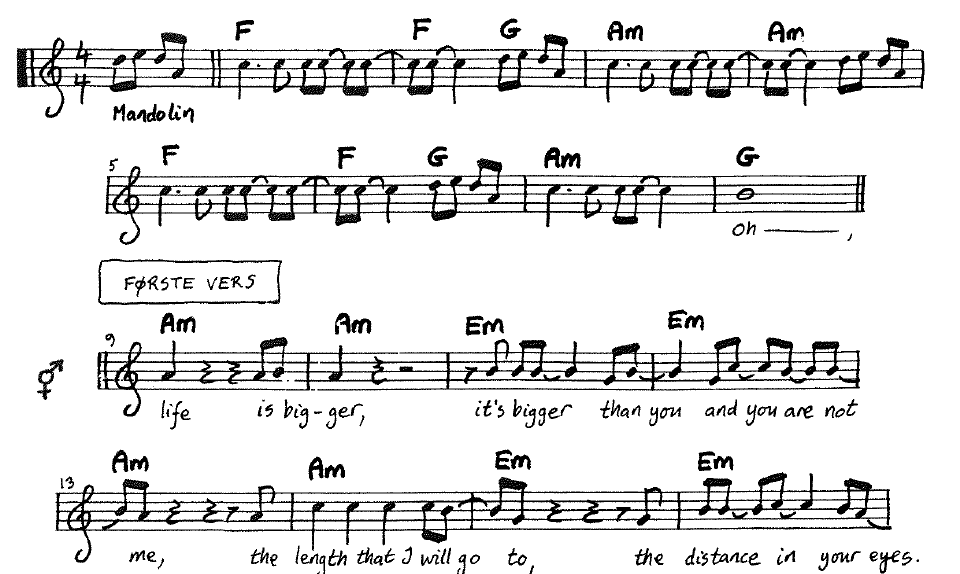 F F G Am Am
4
4
Mandolin
F F G Am G
5
Oh ,
FØRSTE VERS
Am Am Em Em
9
life is big-ger, it's bigger than you and you are not
Am Am Em Em
13
me, the length that I will go to, the distance in your eyes.